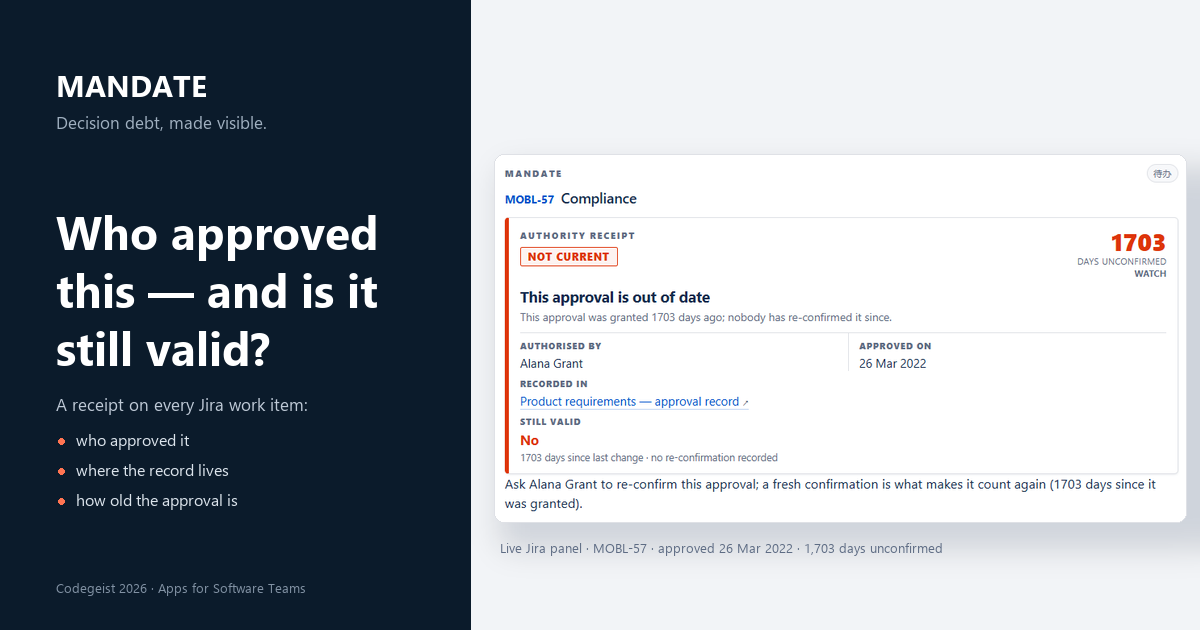 MANDATE
Decision debt, made visible.
Who approved
this — and is it
still valid?
A receipt on every Jira work item:
who approved it
where the record lives
how old the approval is
Codegeist 2026 · Apps for Software Teams
MANDATE
待办
MOBL-57 Compliance
AUTHORITY RECEIPT
NOT CURRENT
1703
DAYS UNCONFIRMED
WATCH
This approval is out of date
This approval was granted 1703 days ago; nobody has re-confirmed it since.
AUTHORISED BY
Alana Grant
APPROVED ON
26 Mar 2022
RECORDED IN
Product requirements — approval record ↗
STILL VALID
No
1703 days since last change · no re-confirmation recorded
Ask Alana Grant to re-confirm this approval; a fresh confirmation is what makes it count again (1703 days since it
was granted).
Live Jira panel · MOBL-57 · approved 26 Mar 2022 · 1,703 days unconfirmed